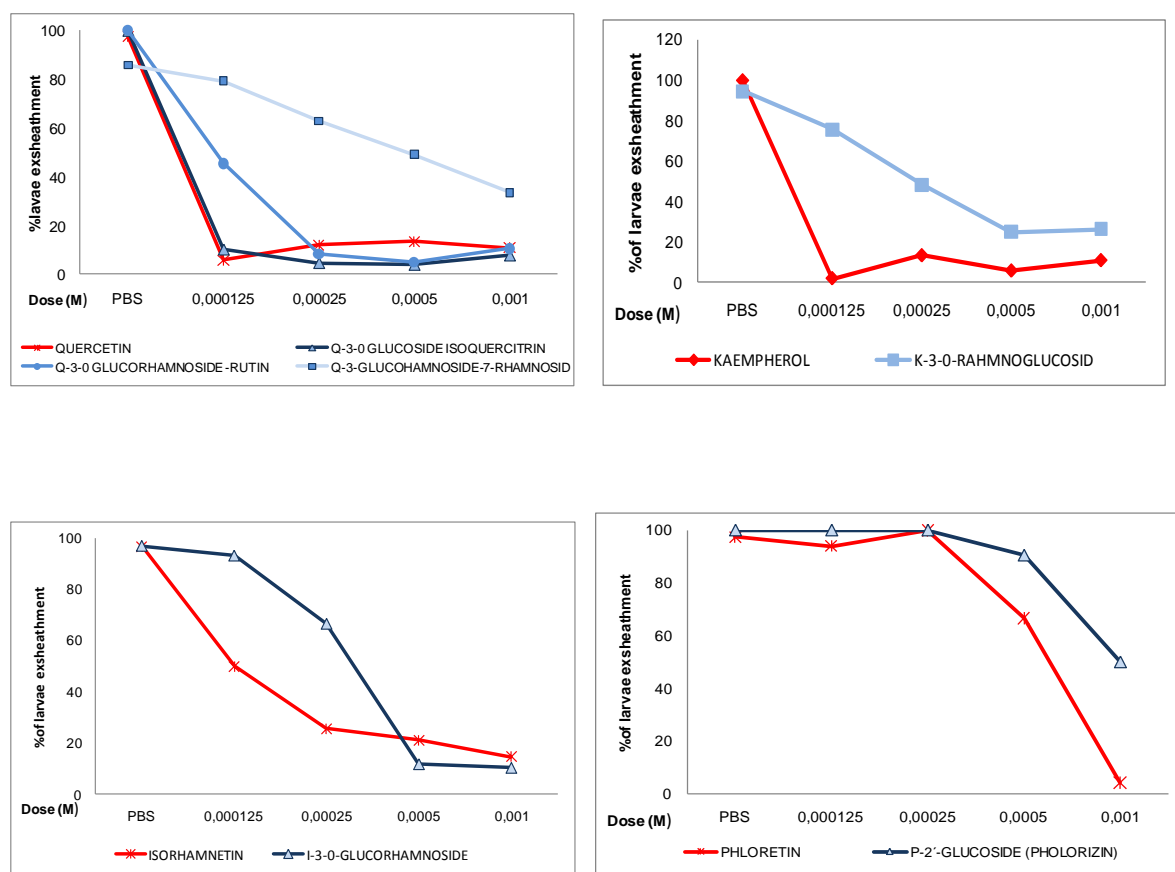 %lavae exsheathment
100
80
60
40
20
0
Dose (M) PBS 0,000125 0,00025 0,0005 0,001
QUERCETIN Q-3-0 GLUCOSIDE ISOQUERCITRIN
Q-3-0 GLUCORHAMNOSIDE -RUTIN Q-3-GLUCOHAMNOSIDE-7-RHAMNOSID
%of larvae exsheathment
120
100
80
60
40
20
0
Dose (M) PBS 0,000125 0,00025 0,0005 0,001
KAEMPHEROL K-3-0-RAHMNOGLUCOSID
%of larvae exsheathment
100
80
60
40
20
0
Dose (M) PBS 0,000125 0,00025 0,0005 0,001
ISORHAMNETIN I-3-0-GLUCORHAMNOSIDE
%of larvae exsheathment
100
80
60
40
20
0
Dose (M) PBS 0,000125 0,00025 0,0005 0,001
PHLORETIN P-2´-GLUCOSIDE (PHOLORIZIN)